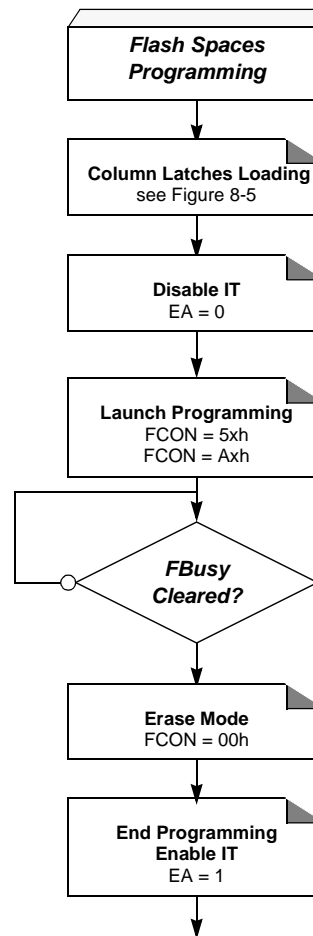 Flash Spaces
Programming
Column Latches Loading
see Figure 8-5
Disable IT
EA = 0
Launch Programming
FCON = 5xh
FCON = Axh
FBusy
Cleared?
Erase Mode
FCON = 00h
End Programming
Enable IT
EA = 1